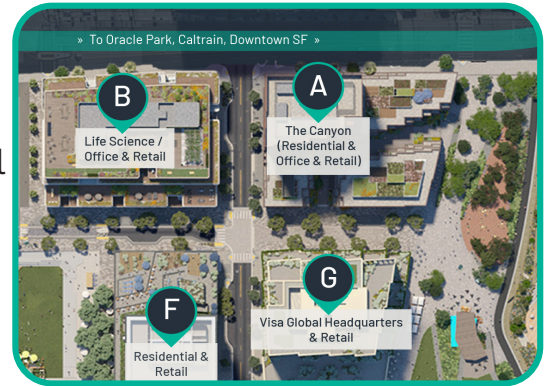 » To Oracle Park, Caltrain, Downtown SF »
B
Life Science /
Office & Retail
A
The Canyon
(Residential &
Office & Retail)
F
Residential &
Retail
G
Visa Global Headquarters
& Retail